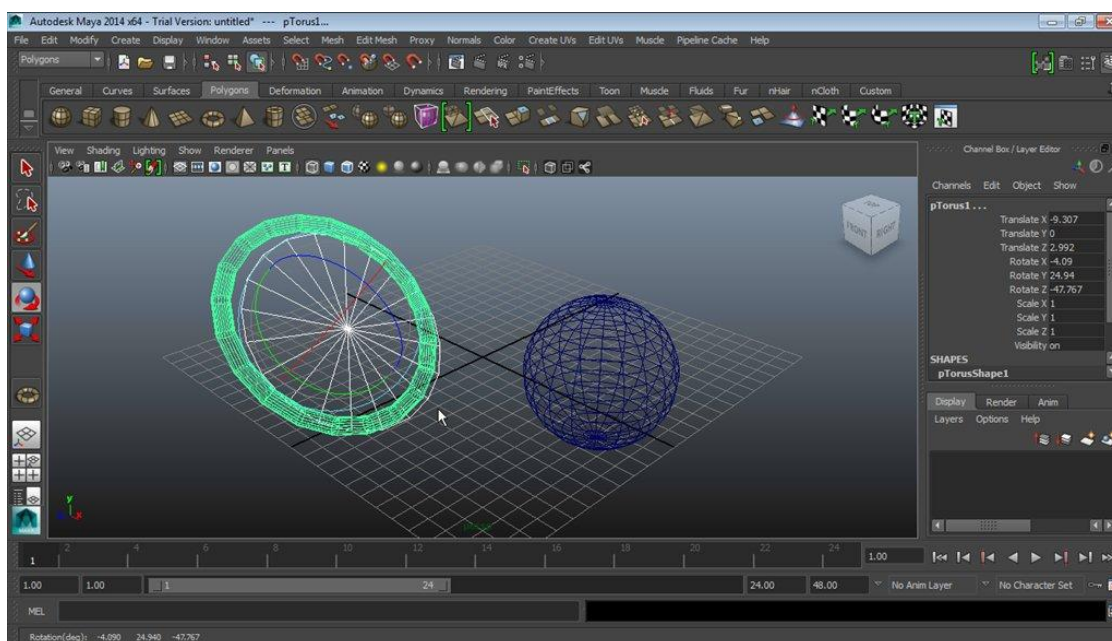 Autodesk Maya 2014 x64 - Trial Version: untitled* --- pTorus1...
File Edit Modify Create Display Window Assets Select Mesh Edit Mesh Proxy Normals Color Create UVs Edit UVs Muscle Pipeline Cache Help
Polygons
General Curves Surfaces Polygons Deformation Animation Dynamics Rendering PaintEffects Toon Muscle Fluids Fur nHair nCloth Custom
View Shading Lighting Show Renderer Panels
Channel Box / Layer Editor
Channels Edit Object Show
pTorus1...
Translate X -9.307
Translate Y 0
Translate Z 2.992
Rotate X -4.09
Rotate Y 24.94
Rotate Z -47.767
Scale X 1
Scale Y 1
Scale Z 1
Visibility on
SHAPES
pTorusShape1
FRONT RIGHT
Display Render Anim
Layers Options Help
y
x
persp
2 4 6 8 10 12 14 16 18 20 22 24
1 1.00
1.00 1.00 1 24 24.00 48.00 No Anim Layer No Character Set
MEL
Rotation(deg): -4.090 24.940 -47.767